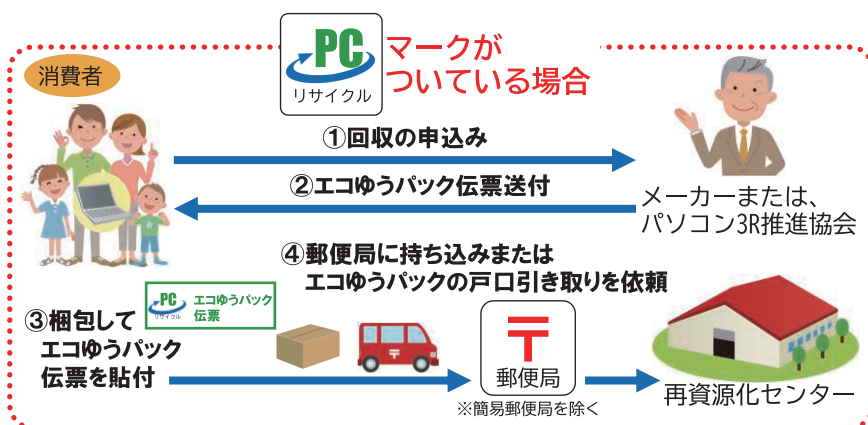 PC
リサイクル
マークが
ついている場合
消費者
①回収の申込み
②エコゆうパック伝票送付
メーカーまたは、
パソコン3R推進協会
④郵便局に持ち込みまたは
エコゆうパックの戸口引き取りを依頼
③梱包して
エコゆうパック
伝票を貼付
PC
リサイクル
エコゆうパック
伝票
〒
〒
郵便局
※簡易郵便局を除く
再資源化センター